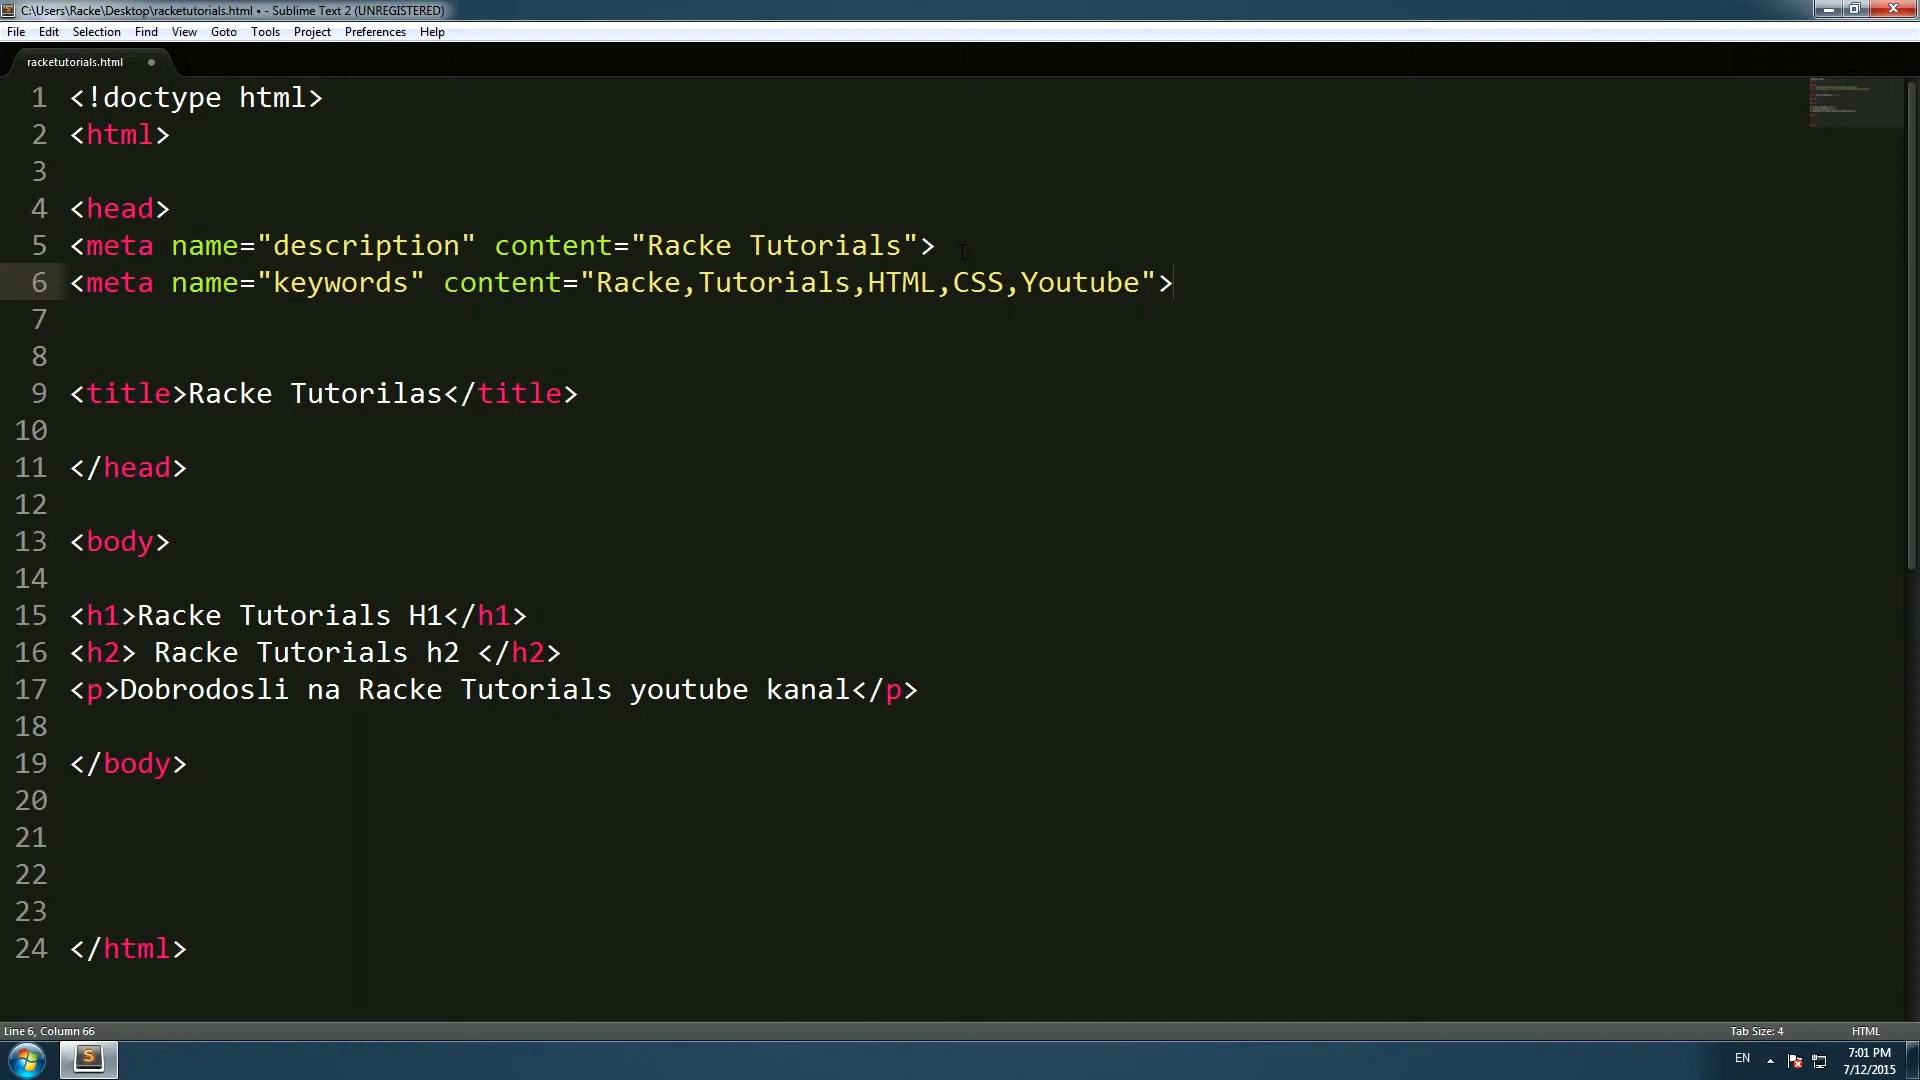 C:\Users\Racke\Desktop\racketutorials.html • - Sublime Text 2 (UNREGISTERED)
File Edit Selection Find View Goto Tools Project Preferences Help
racketutorials.html
1 <!doctype html>
2 <html>
3
4 <head>
5 <meta name="description" content="Racke Tutorials">
6 <meta name="keywords" content="Racke,Tutorials,HTML,CSS,Youtube">
7
8
9 <title>Racke Tutorilas</title>
10
11 </head>
12
13 <body>
14
15 <h1>Racke Tutorials H1</h1>
16 <h2> Racke Tutorials h2 </h2>
17 <p>Dobrodosli na Racke Tutorials youtube kanal</p>
18
19 </body>
20
21
22
23
24 </html>
Line 6, Column 66 Tab Size: 4 HTML
EN 7:01 PM
7/12/2015